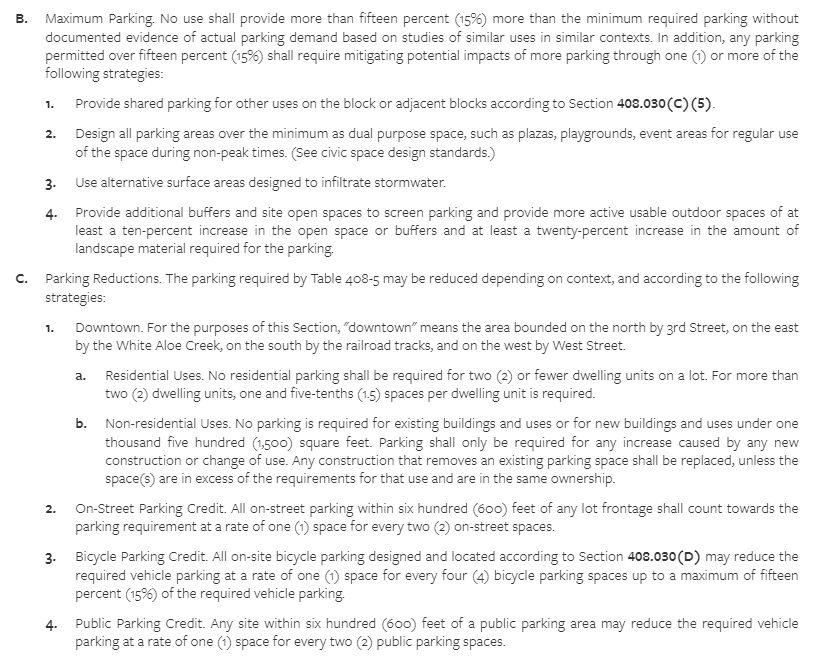 B. Maximum Parking. No use shall provide more than fifteen percent (15%) more than the minimum required parking without
documented evidence of actual parking demand based on studies of similar uses in similar contexts. In addition, any parking
permitted over fifteen percent (15%) shall require mitigating potential impacts of more parking through one (1) or more of the
following strategies:
1. Provide shared parking for other uses on the block or adjacent blocks according to Section 408.030(C)(5).
2. Design all parking areas over the minimum as dual purpose space, such as plazas, playgrounds, event areas for regular use
of the space during non-peak times. (See civic space design standards.)
3. Use alternative surface areas designed to infiltrate stormwater.
4. Provide additional buffers and site open spaces to screen parking and provide more active usable outdoor spaces of at
least a ten-percent increase in the open space or buffers and at least a twenty-percent increase in the amount of
landscape material required for the parking.
C. Parking Reductions. The parking required by Table 408-5 may be reduced depending on context, and according to the following
strategies:
1. Downtown. For the purposes of this Section, "downtown" means the area bounded on the north by 3rd Street, on the east
by the White Aloe Creek, on the south by the railroad tracks, and on the west by West Street.
a. Residential Uses. No residential parking shall be required for two (2) or fewer dwelling units on a lot. For more than
two (2) dwelling units, one and five-tenths (1.5) spaces per dwelling unit is required.
b. Non-residential Uses. No parking is required for existing buildings and uses or for new buildings and uses under one
thousand five hundred (1,500) square feet. Parking shall only be required for any increase caused by any new
construction or change of use. Any construction that removes an existing parking space shall be replaced, unless the
space(s) are in excess of the requirements for that use and are in the same ownership.
2. On-Street Parking Credit. All on-street parking within six hundred (600) feet of any lot frontage shall count towards the
parking requirement at a rate of one (1) space for every two (2) on-street spaces.
3. Bicycle Parking Credit. All on-site bicycle parking designed and located according to Section 408.030(D) may reduce the
required vehicle parking at a rate of one (1) space for every four (4) bicycle parking spaces up to a maximum of fifteen
percent (15%) of the required vehicle parking.
4. Public Parking Credit. Any site within six hundred (600) feet of a public parking area may reduce the required vehicle
parking at a rate of one (1) space for every two (2) public parking spaces.